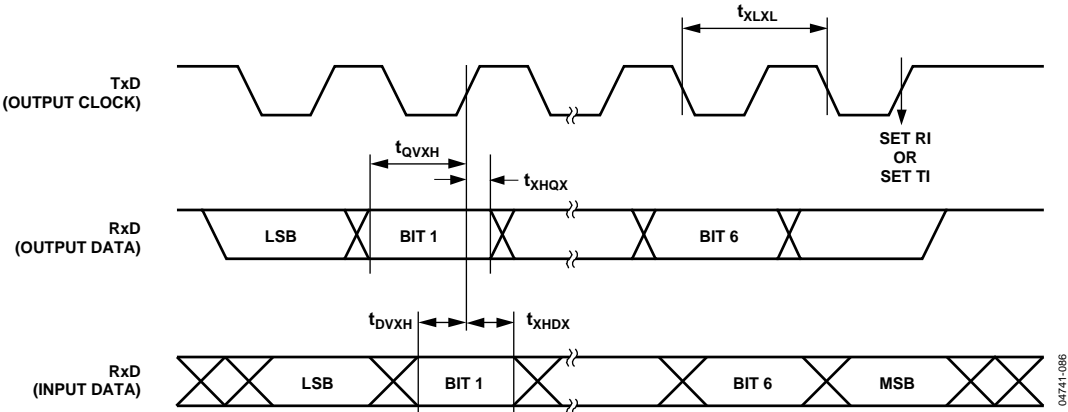 tXLXL
TxD
(OUTPUT CLOCK)
SET RI
OR
SET TI
tQVXH
tXHQX
RxD
(OUTPUT DATA)
LSB
BIT 1
BIT 6
tDVXH
tXHDX
RxD
(INPUT DATA)
LSB
BIT 1
BIT 6
MSB
04741-086